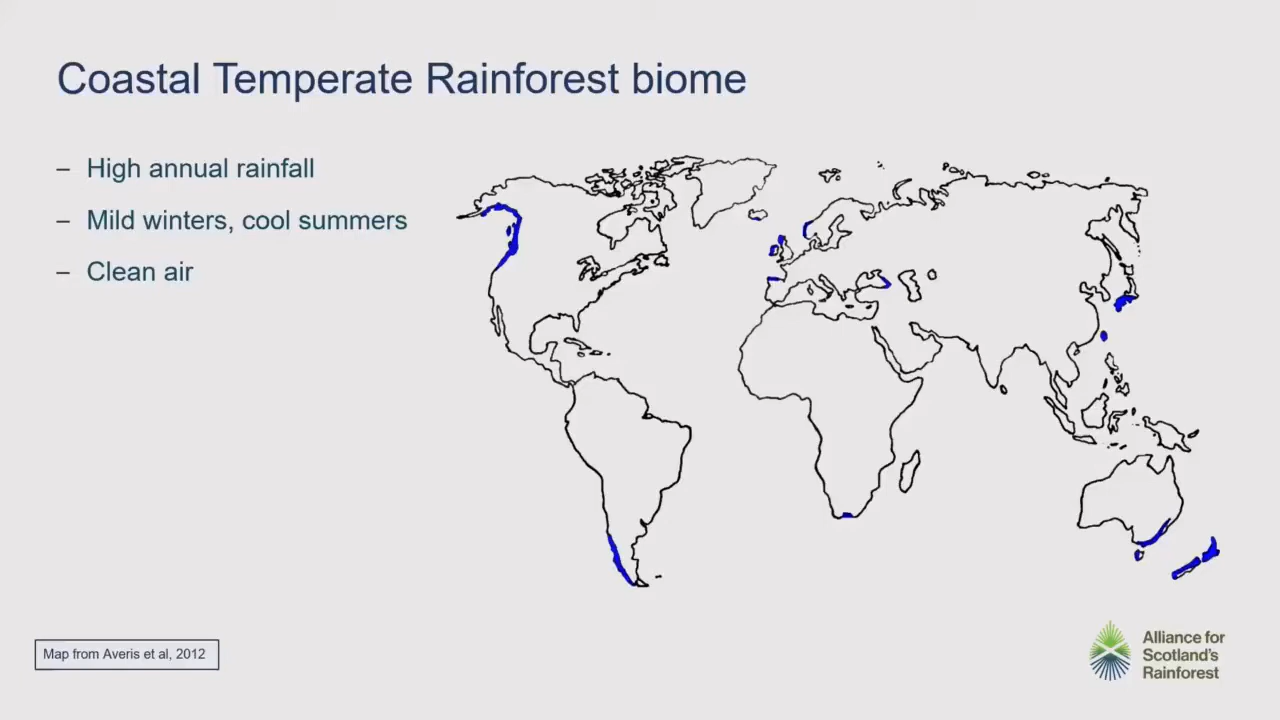 Coastal Temperate Rainforest biome
– High annual rainfall
– Mild winters, cool summers
– Clean air
Map from Averis et al, 2012
Alliance for
Scotland's
Rainforest